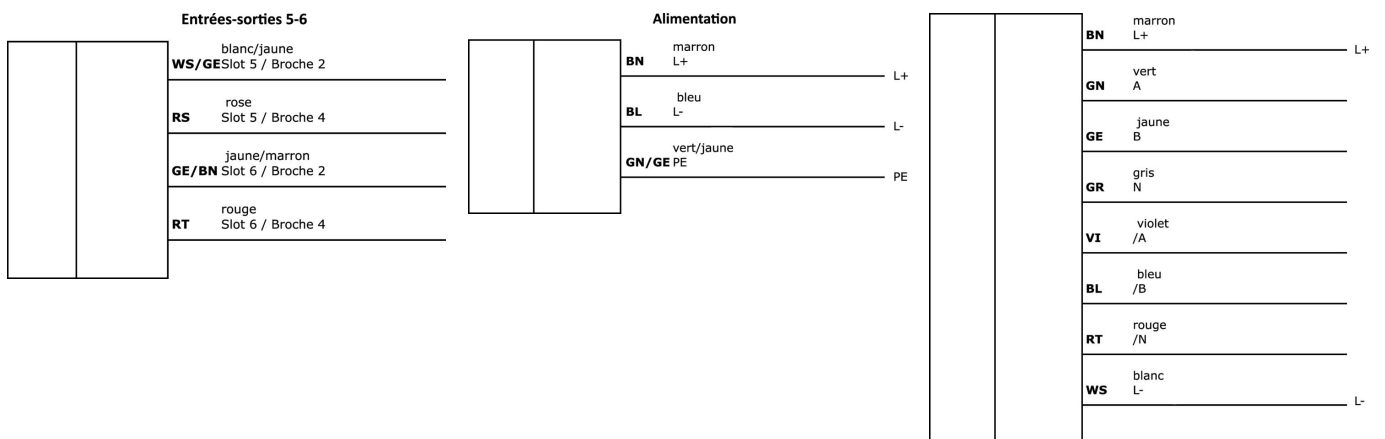 Entrées-sorties 5-6
blanc/jaune
WS/GE Slot 5 / Broche 2
rose
RS Slot 5 / Broche 4
jaune/marron
GE/BN Slot 6 / Broche 2
rouge
RT Slot 6 / Broche 4
Alimentation
marron
BN L+
L+
bleu
BL L-
L-
vert/jaune
GN/GE PE
PE
marron
BN L+
L+
vert
GN A
jaune
GE B
gris
GR N
violet
VI /A
bleu
BL /B
rouge
RT /N
blanc
WS L-
L-